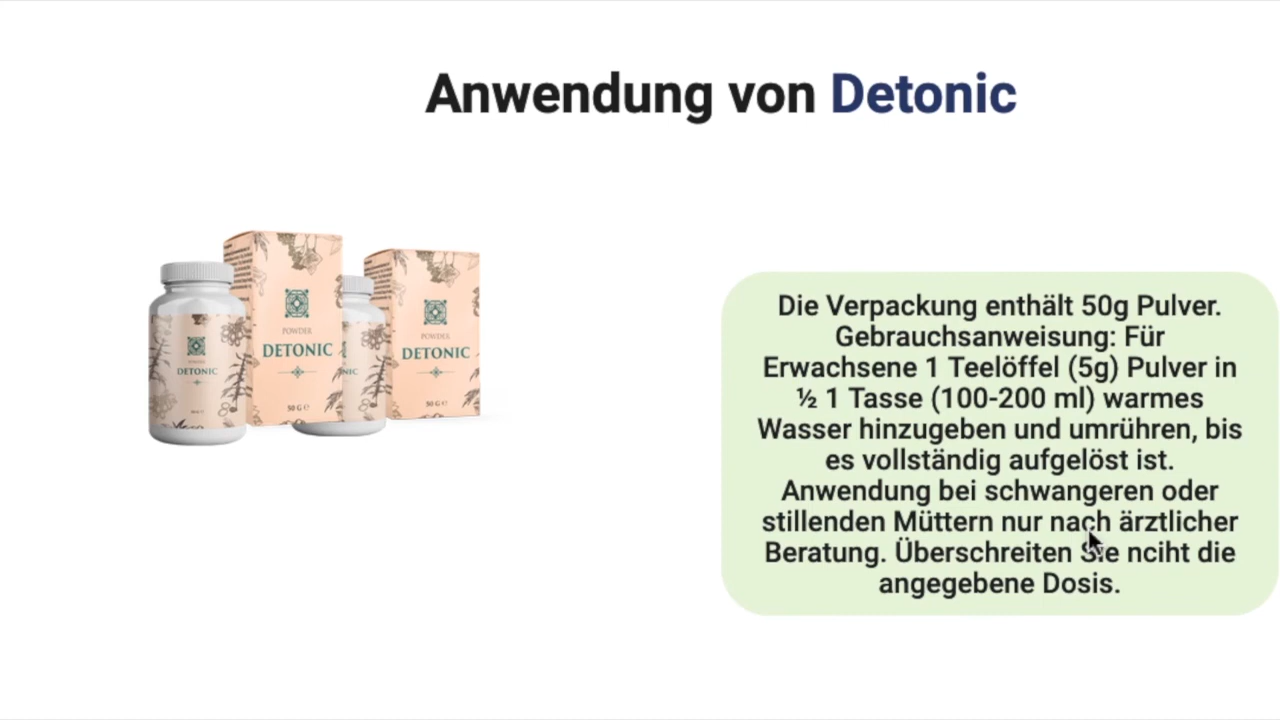 Anwendung von Detonic
POWDER
DETONIC
50 G
POWDER
DETONIC
50 G
DETONIC
NIC
Die Verpackung enthält 50g Pulver.
Gebrauchsanweisung: Für
Erwachsene 1 Teelöffel (5g) Pulver in
½ 1 Tasse (100-200 ml) warmes
Wasser hinzugeben und umrühren, bis
es vollständig aufgelöst ist.
Anwendung bei schwangeren oder
stillenden Müttern nur nach ärztlicher
Beratung. Überschreiten Sie nciht die
angegebene Dosis.